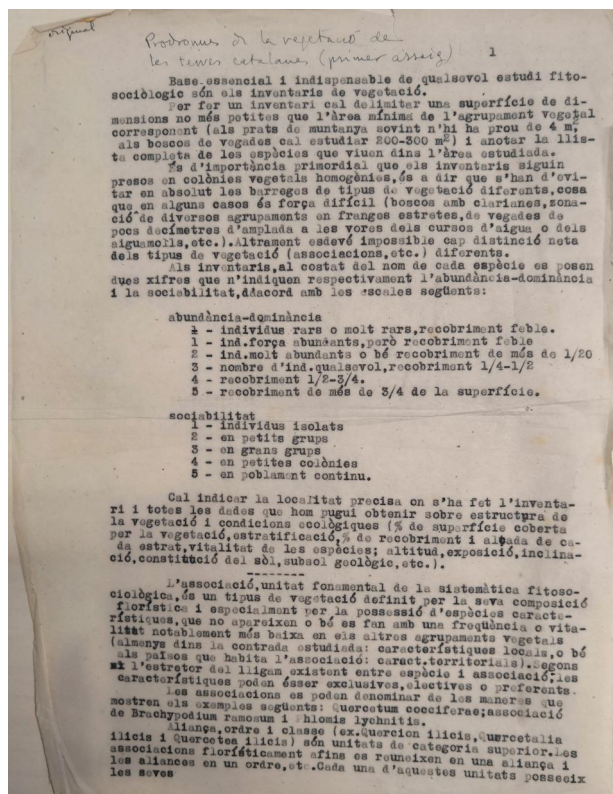 original
Prodromus de la vegetació de
les terres catalanes (primer assaig)
1
Base essencial i indispensable de qualsevol estudi fito-
sociòlogic són els inventaris de vegetació.
Per fer un inventari cal delimitar una superfície de di-
mensions no més petites que l'àrea mínima de l'agrupament vegetal
corresponent (als prats de muntanya sovint n'hi ha prou de 4 m²,
als boscos de vegades cal estudiar 200-300 m²) i anotar la llis-
ta completa de les espècies que viuen dins l'àrea estudiada.
És d'importància primordial que els inventaris siguin
presos en colònies vegetals homogènies,és a dir que s'han d'evi-
tar en absolut les barreges de tipus de vegetació diferents,cosa
que en alguns casos és força difícil (boscos amb clarianes,zona-
ció de diversos agrupaments en franges estretes,de vegades de
pocs decímetres d'amplada a les vores dels cursos d'aigua o dels
aiguamolls,etc.).Altrament esdevé impossible cap distinció neta
dels tipus de vegetació (associacions,etc.) diferents.
Als inventaris,al costat del nom de cada espècie es posen
dues xifres que n'indiquen respectivament l'abundància-dominància
i la sociabilitat,dacord amb les escales següents:
abundància-dominància
+ - individus rars o molt rars,recobriment feble.
1 - ind.força abundants,però recobriment feble
2 - ind.molt abundants o bé recobriment de més de 1/20
3 - nombre d'ind.qualsevol,recobriment 1/4-1/2
4 - recobriment 1/2-3/4.
5 - recobriment de més de 3/4 de la superfície.
sociabilitat
1 - individus isolats
2 - en petits grups
3 - en grans grups
4 - en petites colònies
5 - en poblament continu.
Cal indicar la localitat precisa on s'ha fet l'inventa-
ri i totes les dades que hom pugui obtenir sobre estructura de
la vegetació i condicions ecològiques (% de superfície coberta
per la vegetació,estratificació,% de recobriment i alçada de ca-
da estrat,vitalitat de les espècies; altitud,exposició,inclina-
ció,constitució del sòl,subsol geològic,etc.).
L'associació,unitat fonamental de la sistemàtica fitoso-
ciològica,és un tipus de vegetació definit per la seva composició
florística i especialment per la possessió d'espècies caracte-
rístiques,que no apareixen o bé es fan amb una freqüència o vita-
litat notablement més baixa en els altres agrupaments vegetals
(almenys dins la contrada estudiada: característiques locals,o bé
als països que habita l'associació: caract.territorials).Segons
l'estretor del lligam existent entre espècie i associació;les
característiques poden ésser exclusives,electives o preferents.
Les associacions es poden denominar de les maneres que
mostren els exemples següents: Quercetum cocciferae;associació
de Brachypodium ramosum i Phlomis lychnitis.
Aliança,ordre i classe (ex.Quercion ilicis,Quercetalia
ilicis i Quercetea ilicis) són unitats de categoria superior.Les
associacions florísticament afins es reuneixen en una aliança i
les aliances en un ordre,etc.Cada una d'aquestes unitats posseeix
les seves